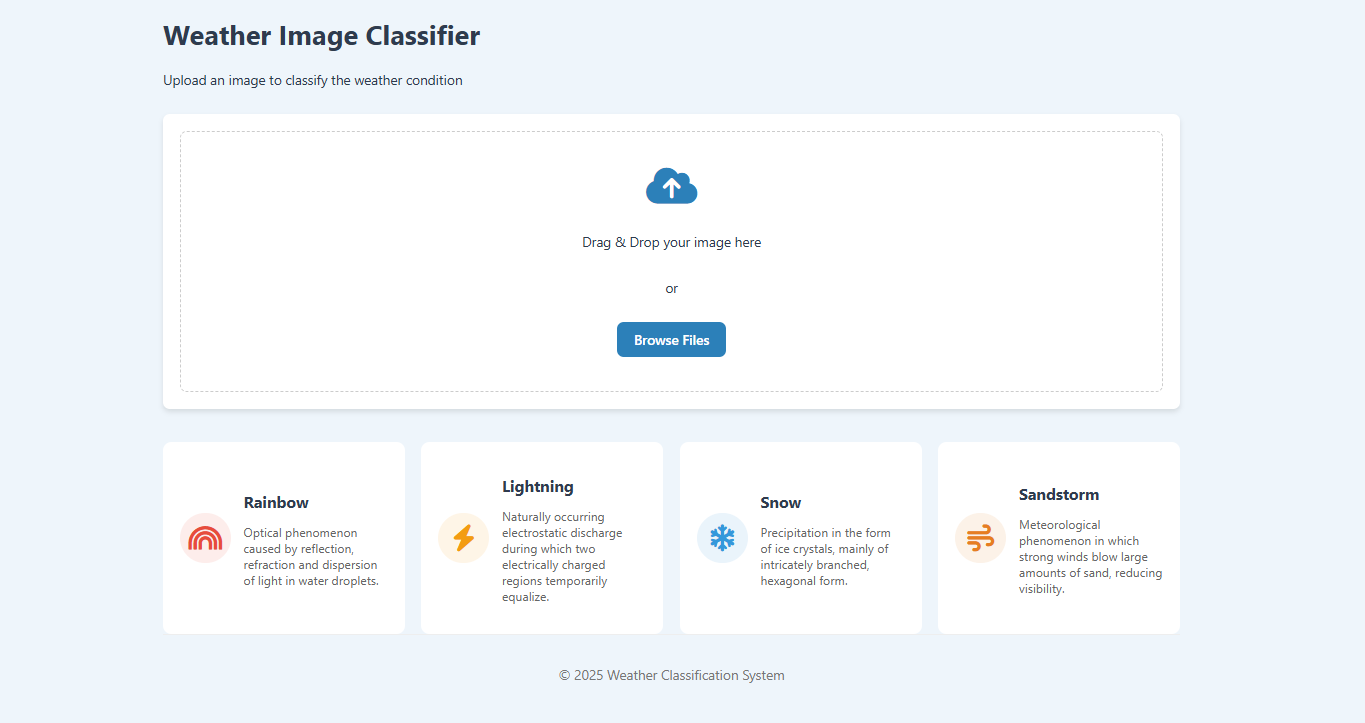 Weather Image Classifier
Upload an image to classify the weather condition
Drag & Drop your image here
or
Browse Files
Rainbow
Optical phenomenon
caused by reflection,
refraction and dispersion
of light in water droplets.
Lightning
Naturally occurring
electrostatic discharge
during which two
electrically charged
regions temporarily
equalize.
Snow
Precipitation in the form
of ice crystals, mainly of
intricately branched,
hexagonal form.
Sandstorm
Meteorological
phenomenon in which
strong winds blow large
amounts of sand, reducing
visibility.
© 2025 Weather Classification System